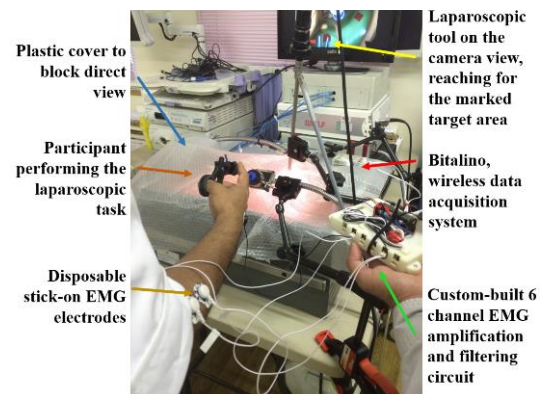 Plastic cover to
block direct
view
Participant
performing the
laparoscopic
task
Disposable
stick-on EMG
electrodes
Laparoscopic
tool on the
camera view,
reaching for
the marked
target area
Bitalino,
wireless data
acquisition
system
Custom-built 6
channel EMG
amplification
and filtering
circuit